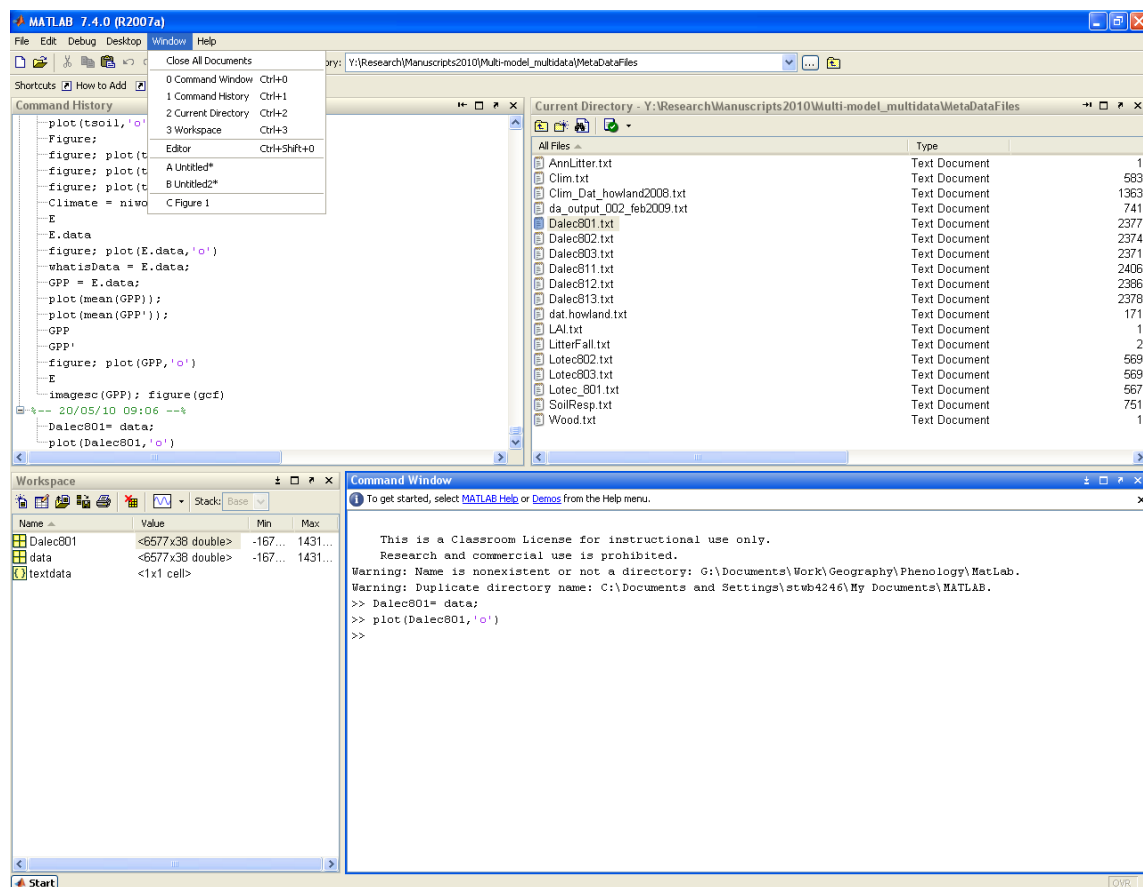 MATLAB 7.4.0 (R2007a)
File Edit Debug Desktop Window Help
Y:\Research\Manuscripts2010\Multi-model_multidata\MetaDataFiles
Shortcuts How to Add
Close All Documents
0 Command Window Ctrl+0
1 Command History Ctrl+1
2 Current Directory Ctrl+2
3 Workspace Ctrl+3
Editor Ctrl+Shift+0
A Untitled*
B Untitled2*
C Figure 1
Command History
plot(tsoil,'o'
Figure;
figure; plot(t
figure; plot(t
figure; plot(t
Climate = niwo
E
E.data
figure; plot(E.data,'o')
whatisData = E.data;
GPP = E.data;
plot(mean(GPP));
plot(mean(GPP'));
GPP
GPP'
figure; plot(GPP,'o')
E
imagesc(GPP); figure(gcf)
%-- 20/05/10 09:06 --%
Dalec801= data;
plot(Dalec801,'o')
Current Directory - Y:\Research\Manuscripts2010\Multi-model_multidata\MetaDataFiles
All Files Type
AnnLitter.txt Text Document 1
Clim.txt Text Document 583
Clim_Dat_howland2008.txt Text Document 1363
da_output_002_feb2009.txt Text Document 741
Dalec801.txt Text Document 2377
Dalec802.txt Text Document 2374
Dalec803.txt Text Document 2371
Dalec811.txt Text Document 2406
Dalec812.txt Text Document 2386
Dalec813.txt Text Document 2378
dat.howland.txt Text Document 171
LAI.txt Text Document 1
LitterFall.txt Text Document 2
Lotec802.txt Text Document 569
Lotec803.txt Text Document 569
Lotec_801.txt Text Document 567
SoilResp.txt Text Document 751
Wood.txt Text Document 1
Workspace
Stack: Base
Name Value Min Max
Dalec801 <6577x38 double> -167... 1431...
data <6577x38 double> -167... 1431...
textdata <1x1 cell>
Command Window
To get started, select MATLAB Help or Demos from the Help menu.
This is a Classroom License for instructional use only.
Research and commercial use is prohibited.
Warning: Name is nonexistent or not a directory: G:\Documents\Work\Geography\Phenology\MatLab.
Warning: Duplicate directory name: C:\Documents and Settings\stwb4246\My Documents\MATLAB.
>> Dalec801= data;
>> plot(Dalec801,'o')
>>
Start
OVR